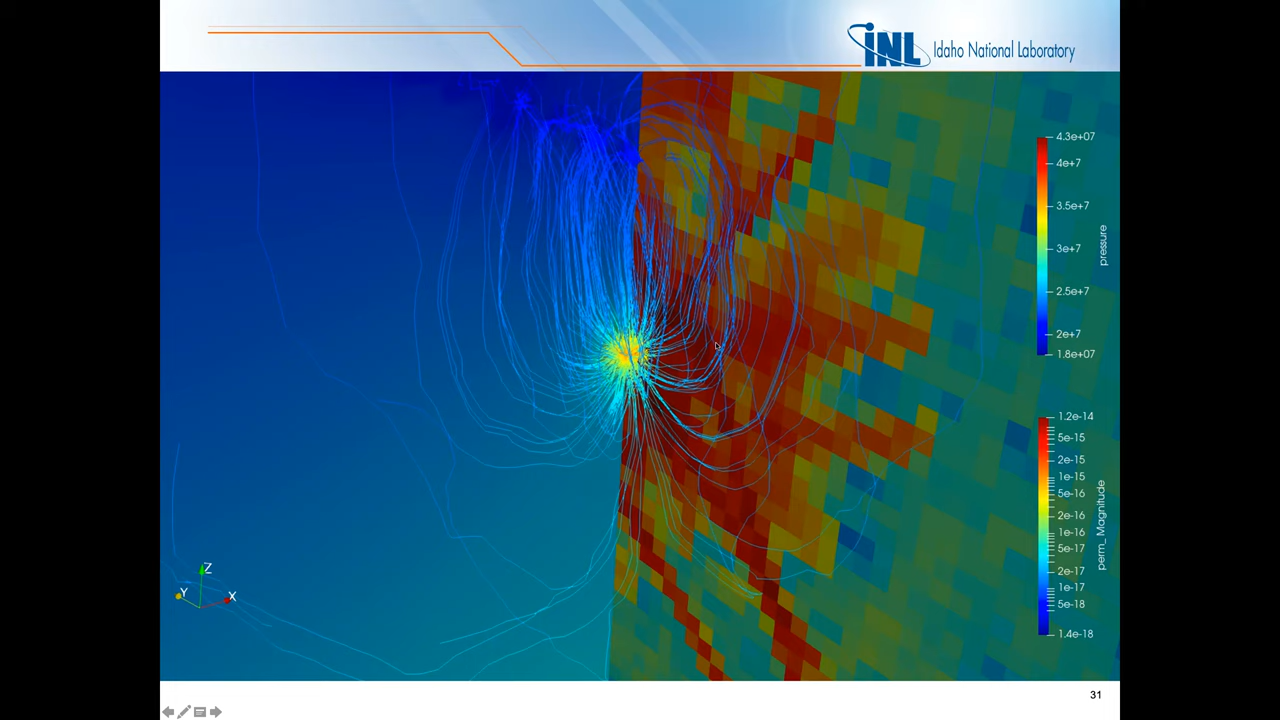 INL Idaho National Laboratory
4.3e+07
4e+7
3.5e+7
3e+7
2.5e+7
2e+7
1.8e+07
pressure
1.2e-14
5e-15
2e-15
1e-15
5e-16
2e-16
1e-16
5e-17
2e-17
1e-17
5e-18
1.4e-18
perm_Magnitude
Z
Y
X
31